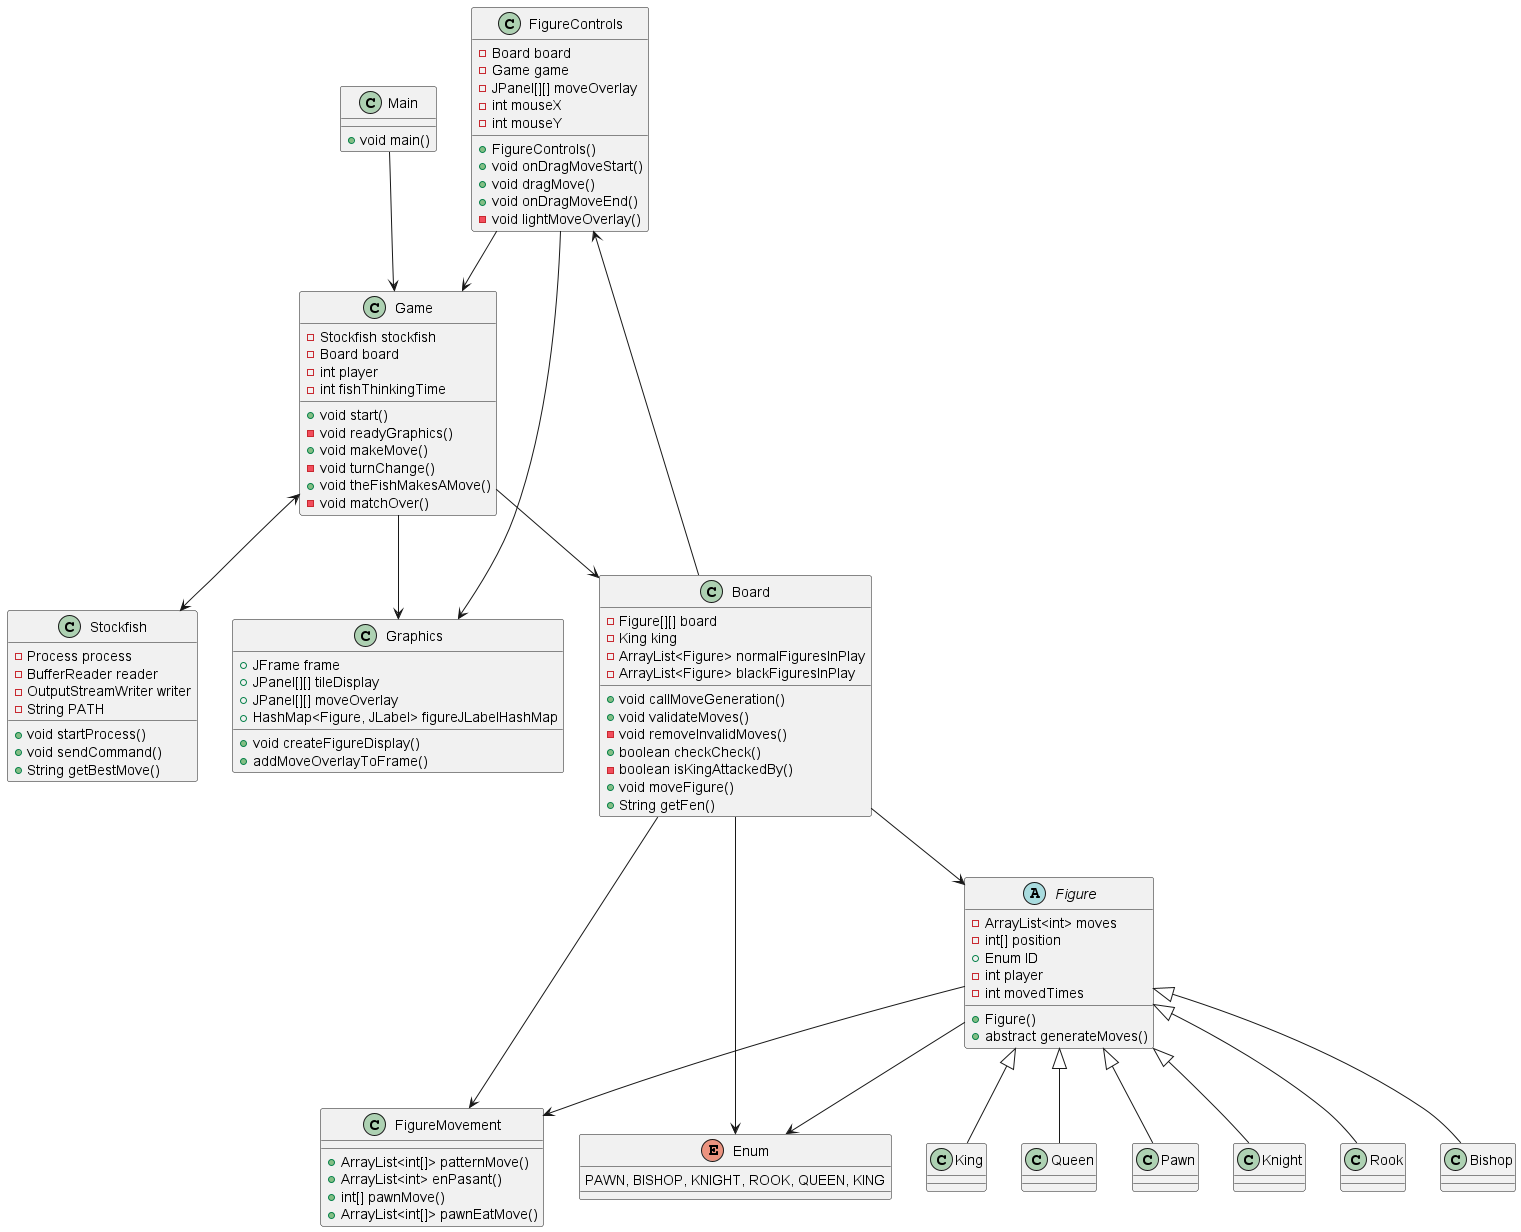 C FigureControls
Board board
Game game
JPanel[][] moveOverlay
int mouseX
int mouseY
FigureControls()
void onDragMoveStart()
void dragMove()
void onDragMoveEnd()
void lightMoveOverlay()
C Main
void main()
C Game
Stockfish stockfish
Board board
int player
int fishThinkingTime
void start()
void readyGraphics()
void makeMove()
void turnChange()
void theFishMakesAMove()
void matchOver()
C Stockfish
Process process
BufferReader reader
OutputStreamWriter writer
String PATH
void startProcess()
void sendCommand()
String getBestMove()
C Graphics
JFrame frame
JPanel[][] tileDisplay
JPanel[][] moveOverlay
HashMap<Figure, JLabel> figureJLabelHashMap
void createFigureDisplay()
addMoveOverlayToFrame()
C Board
Figure[][] board
King king
ArrayList<Figure> normalFiguresInPlay
ArrayList<Figure> blackFiguresInPlay
void callMoveGeneration()
void validateMoves()
void removeInvalidMoves()
boolean checkCheck()
boolean isKingAttackedBy()
void moveFigure()
String getFen()
A Figure
ArrayList<int> moves
int[] position
Enum ID
int player
int movedTimes
Figure()
abstract generateMoves()
C FigureMovement
ArrayList<int[]> patternMove()
ArrayList<int> enPasant()
int[] pawnMove()
ArrayList<int[]> pawnEatMove()
E Enum
PAWN, BISHOP, KNIGHT, ROOK, QUEEN, KING
C King
C Queen
C Pawn
C Knight
C Rook
C Bishop